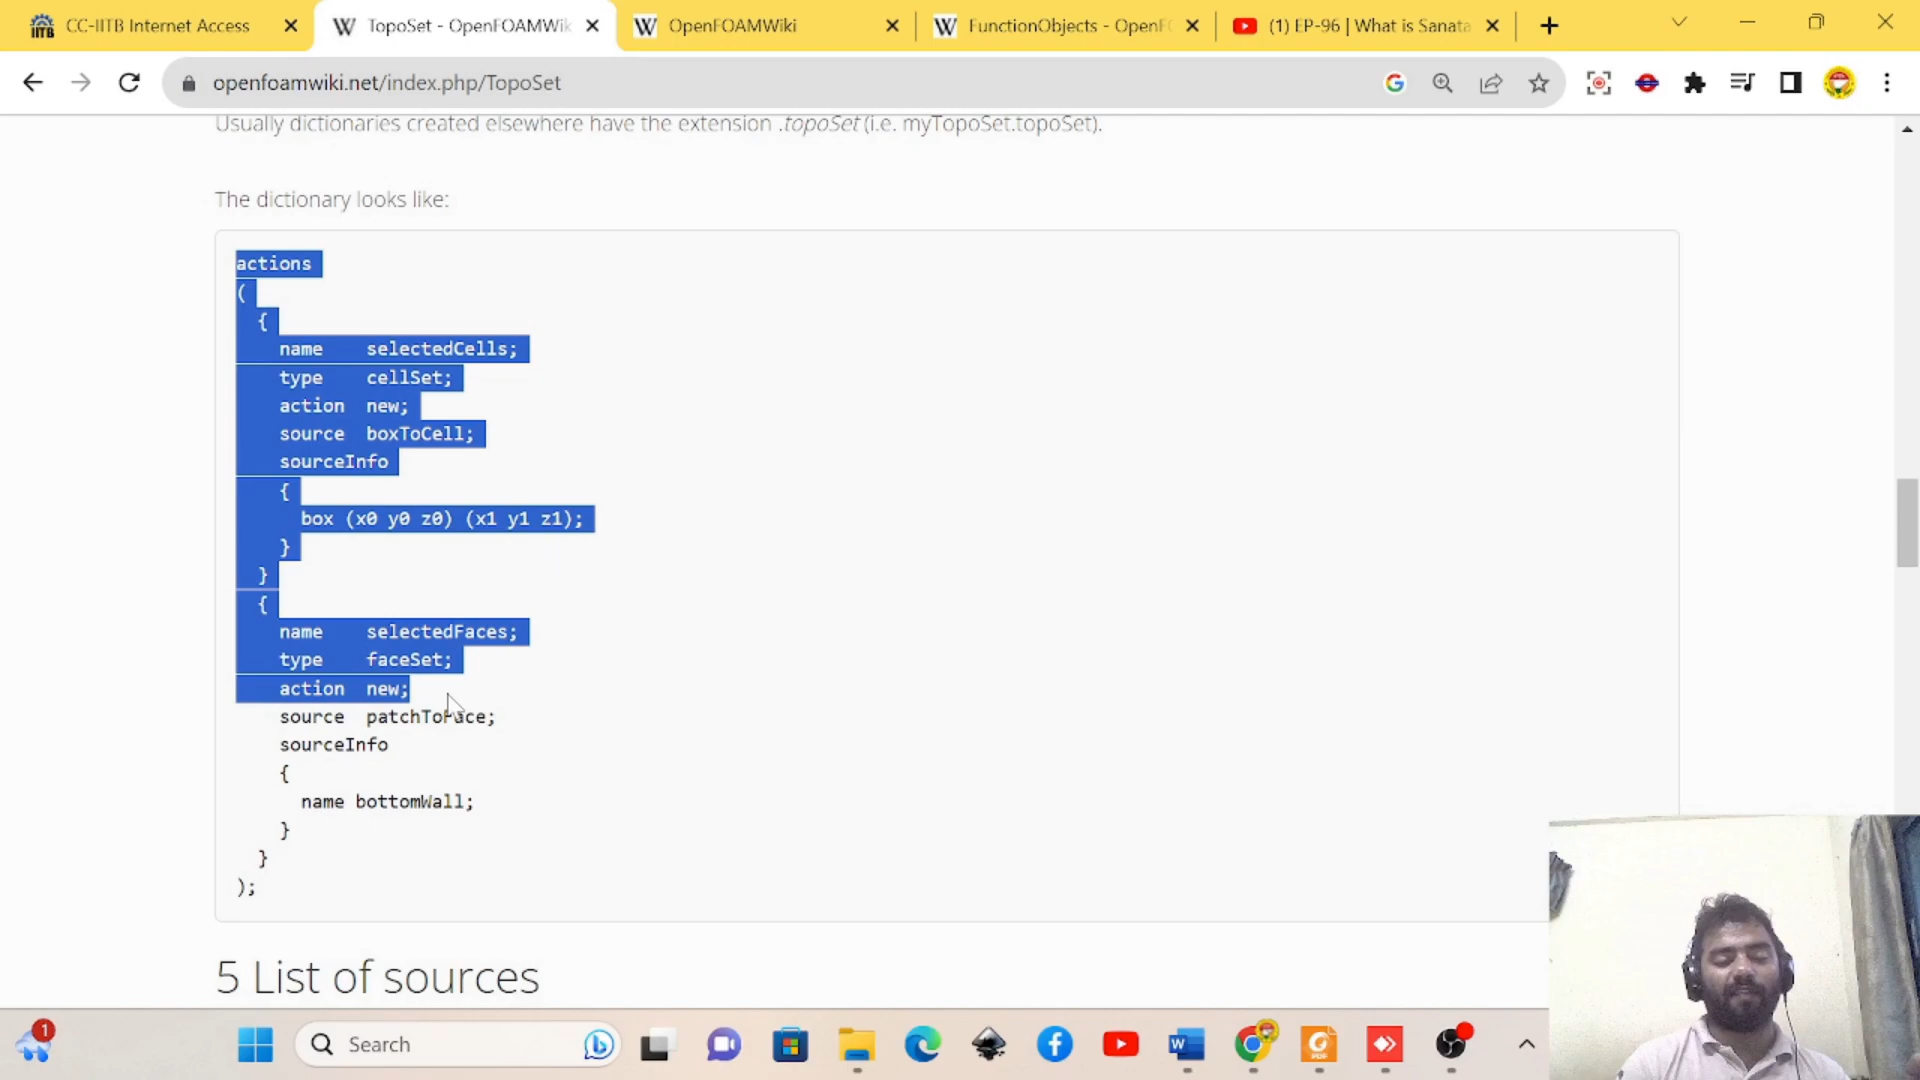 CC-IITB Internet Access
TopoSet - OpenFOAMWik
OpenFOAMWiki
FunctionObjects - OpenFC
(1) EP-96 | What is Sanata
openfoamwiki.net/index.php/TopoSet
Usually dictionaries created elsewhere have the extension .topoSet (i.e. myTopoSet.topoSet).
The dictionary looks like:
actions
(
{
name selectedCells;
type cellSet;
action new;
source boxToCell;
sourceInfo
{
box (x0 y0 z0) (x1 y1 z1);
}
}
{
name selectedFaces;
type faceSet;
action new;
source patchToFace;
sourceInfo
{
name bottomWall;
}
}
);
5 List of sources
1
Search